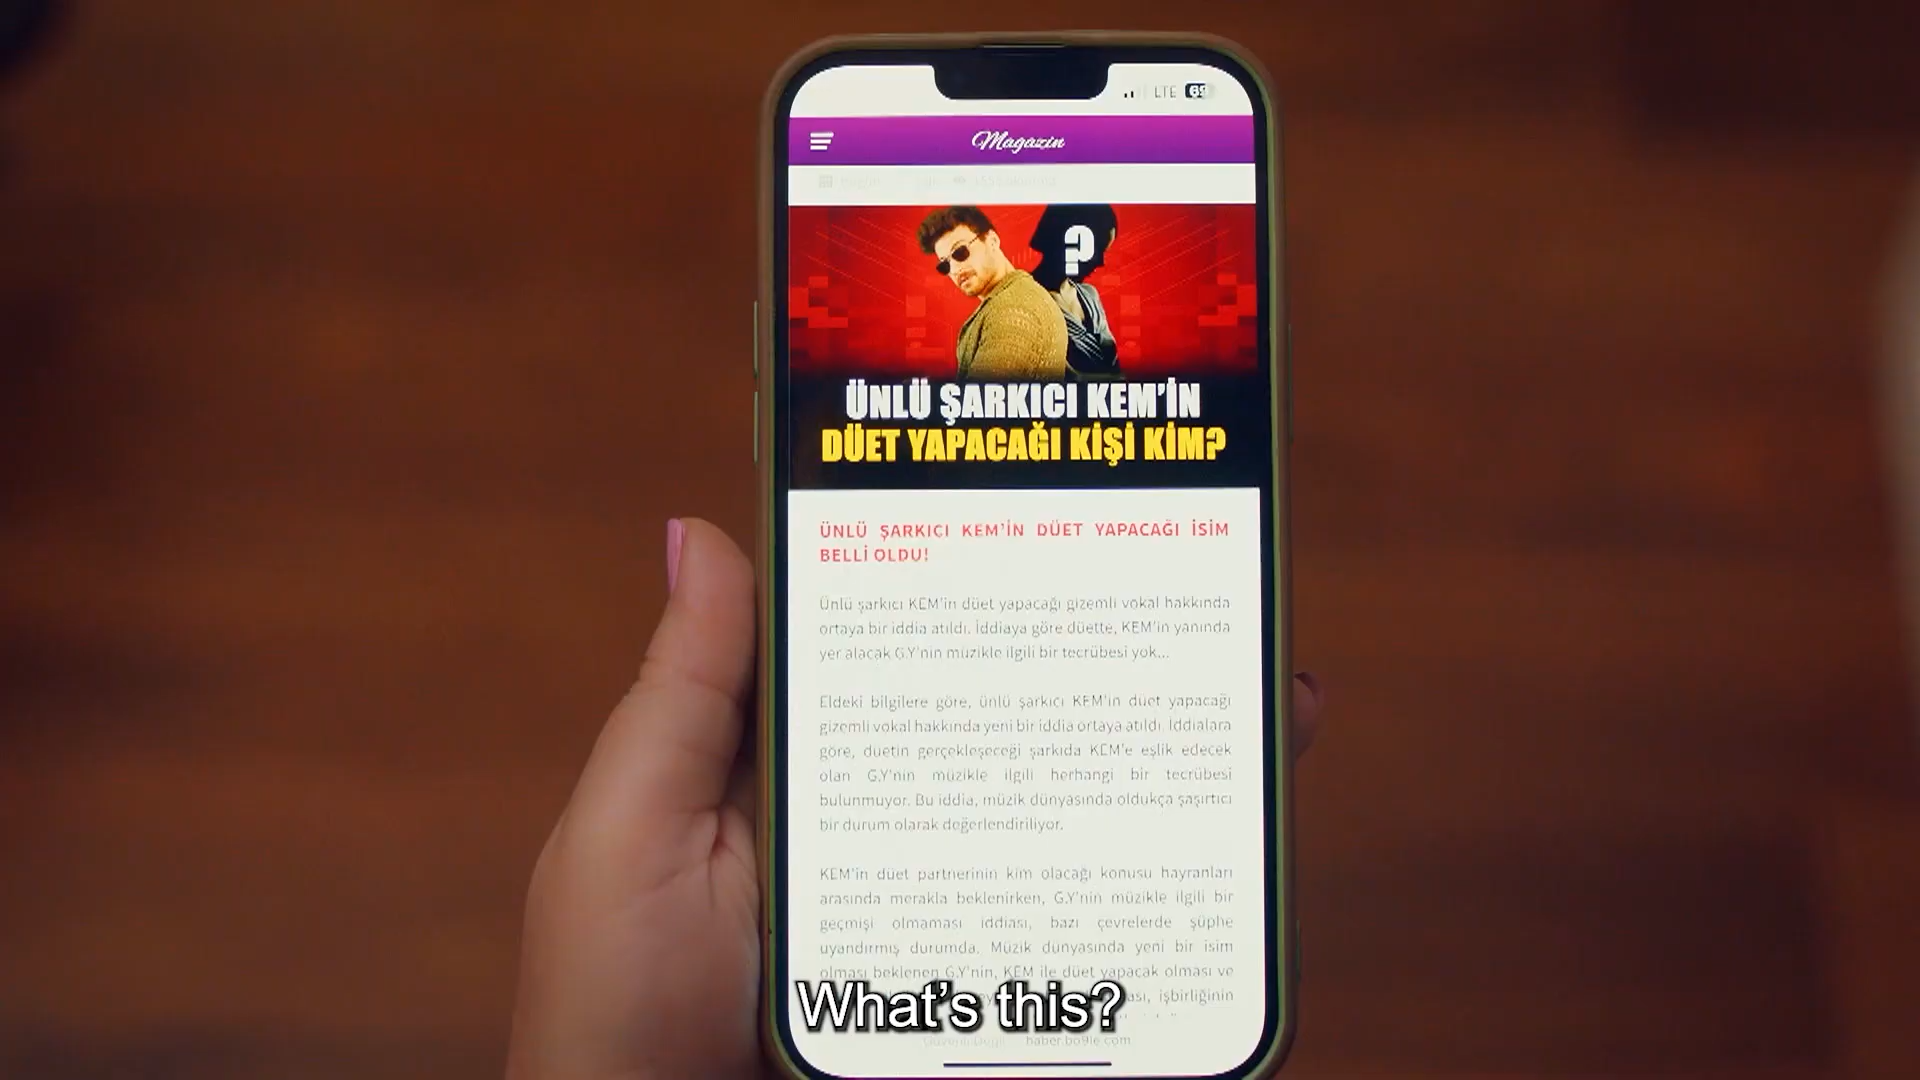 LTE 69
Magazin
?
ÜNLÜ ŞARKICI KEM'İN
DÜET YAPACAĞI KİŞİ KİM?
ÜNLÜ ŞARKICI KEM'İN DÜET YAPACAĞI İSİM
BELLİ OLDU!
Ünlü şarkıcı KEM'in düet yapacağı gizemli vokal hakkında
ortaya bir iddia atıldı. İddiaya göre düette, KEM'in yanında
yer alacak G.Y'nin müzikle ilgili bir tecrübesi yok...
Eldeki bilgilere göre, ünlü şarkıcı KEM'in düet yapacağı
gizemli vokal hakkında yeni bir iddia ortaya atıldı. İddialara
göre, düetin gerçekleşeceği şarkıda KEM'e eşlik edecek
olan G.Y'nin müzikle ilgili herhangi bir tecrübesi
bulunmuyor. Bu iddia, müzik dünyasında oldukça şaşırtıcı
bir durum olarak değerlendiriliyor.
KEM'in düet partnerinin kim olacağı konusu hayranları
arasında merakla beklenirken, G.Y'nin müzikle ilgili bir
geçmişi olmaması iddiası, bazı çevrelerde şüphe
uyandırmış durumda. Müzik dünyasında yeni bir isim
olması beklenen G.Y'nin, KEM ile düet yapacak olması ve
işbirliğinin
What's this?
haber.bo9le.com